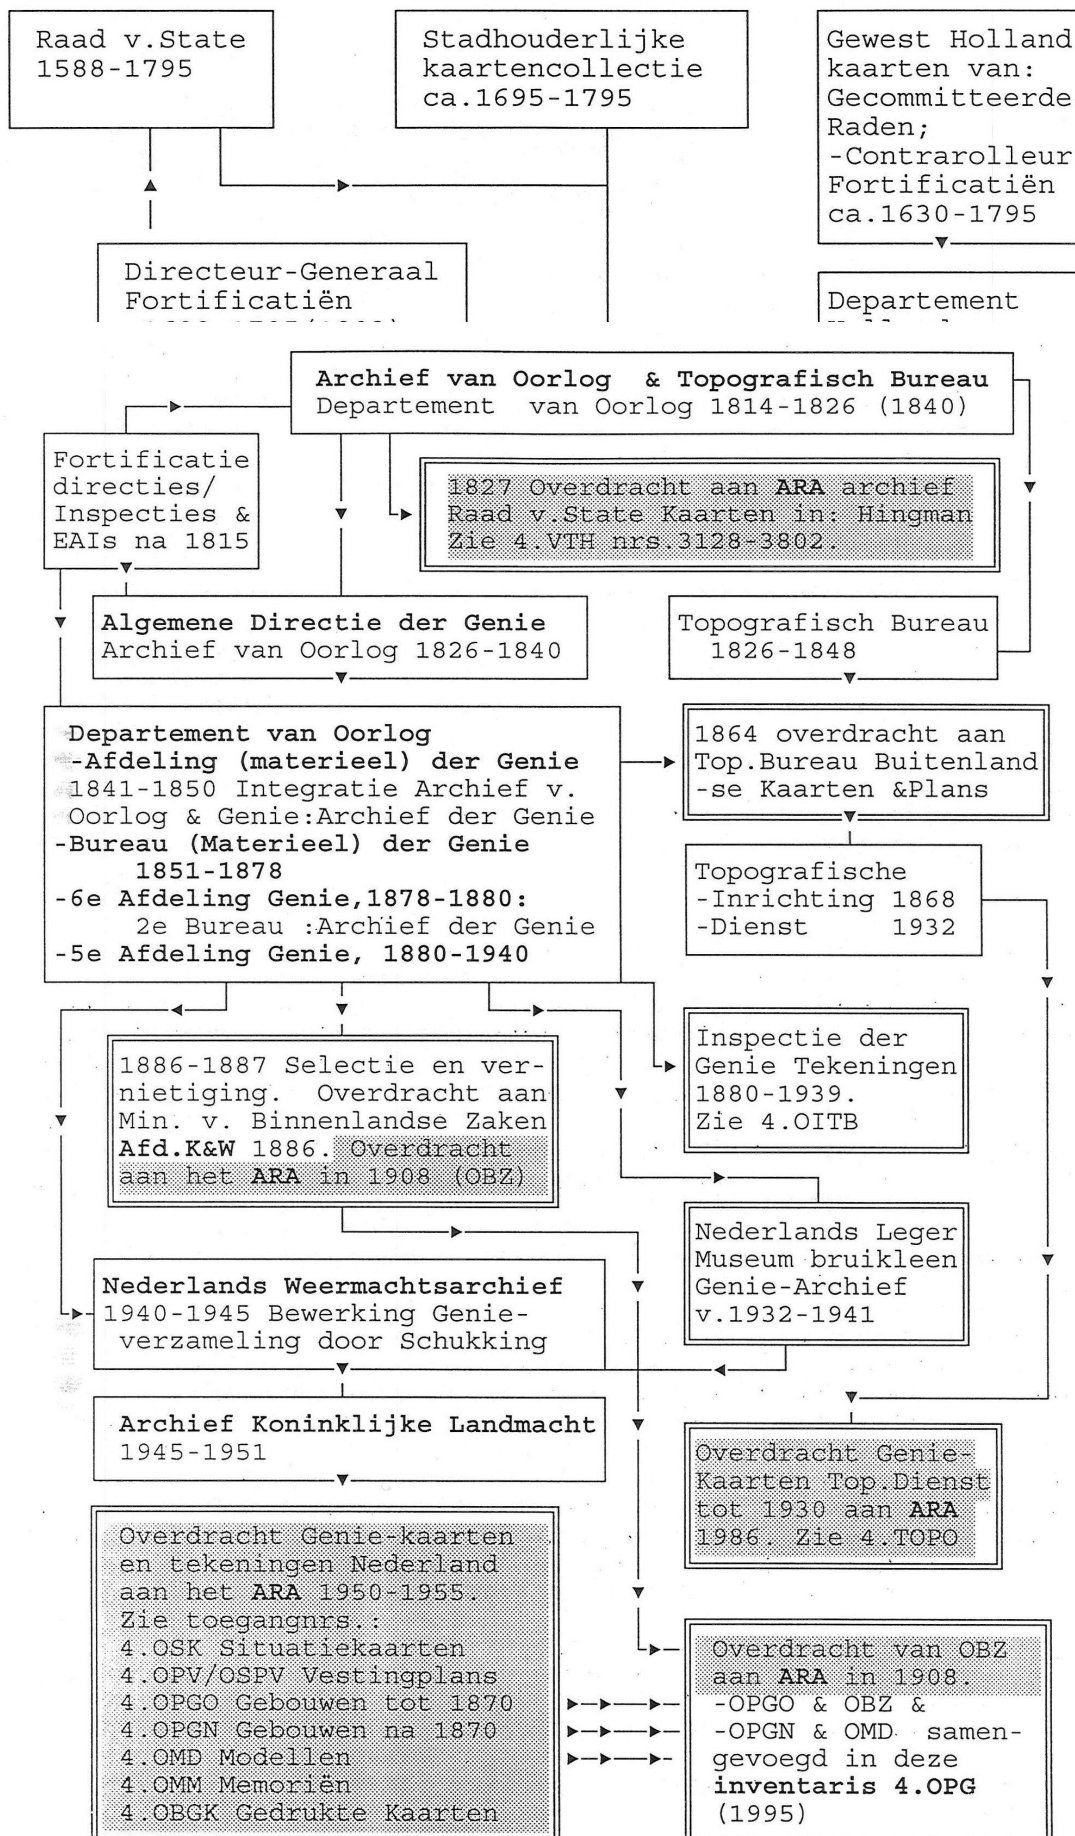 Raad v.State
1588-1795
Stadhouderlijke
kaartencollectie
ca.1695-1795
Gewest Holland
kaarten van:
Gecommitteerde
Raden;
-Contrarolleur
Fortificatiën
ca.1630-1795
Directeur-Generaal
Fortificatiën
Departement
Archief van Oorlog & Topografisch Bureau
Departement van Oorlog 1814-1826 (1840)
Fortificatie
directies/
Inspecties &
EAIs na 1815
1827 Overdracht aan ARA archief
Raad v.State Kaarten in: Hingman
Zie 4.VTH nrs.3128-3802.
Algemene Directie der Genie
Archief van Oorlog 1826-1840
Topografisch Bureau
1826-1848
Departement van Oorlog
-Afdeling (materieel) der Genie
1841-1850 Integratie Archief v.
Oorlog & Genie:Archief der Genie
-Bureau (Materieel) der Genie
1851-1878
-6e Afdeling Genie,1878-1880:
2e Bureau :Archief der Genie
-5e Afdeling Genie, 1880-1940
1864 overdracht aan
Top.Bureau Buitenland
-se Kaarten &Plans
Topografische
-Inrichting 1868
-Dienst 1932
1886-1887 Selectie en ver-
nietiging. Overdracht aan
Min. v. Binnenlandse Zaken
Afd.K&W 1886. Overdracht
aan het ARA in 1908 (OBZ)
Inspectie der
Genie Tekeningen
1880-1939.
Zie 4.OITB
Nederlands Leger
Museum bruikleen
Genie-Archief
v.1932-1941
Nederlands Weermachtsarchief
1940-1945 Bewerking Genie-
verzameling door Schukking
Archief Koninklijke Landmacht
1945-1951
Overdracht Genie-
Kaarten Top.Dienst
tot 1930 aan ARA
1986. Zie 4.TOPO
Overdracht Genie-kaarten
en tekeningen Nederland
aan het ARA 1950-1955.
Zie toegangnrs.:
4.OSK Situatiekaarten
4.OPV/OSPV Vestingplans
4.OPGO Gebouwen tot 1870
4.OPGN Gebouwen na 1870
4.OMD Modellen
4.OMM Memoriën
4.OBGK Gedrukte Kaarten
Overdracht van OBZ
aan ARA in 1908.
-OPGO & OBZ &
-OPGN & OMD samen-
gevoegd in deze
inventaris 4.OPG
(1995)